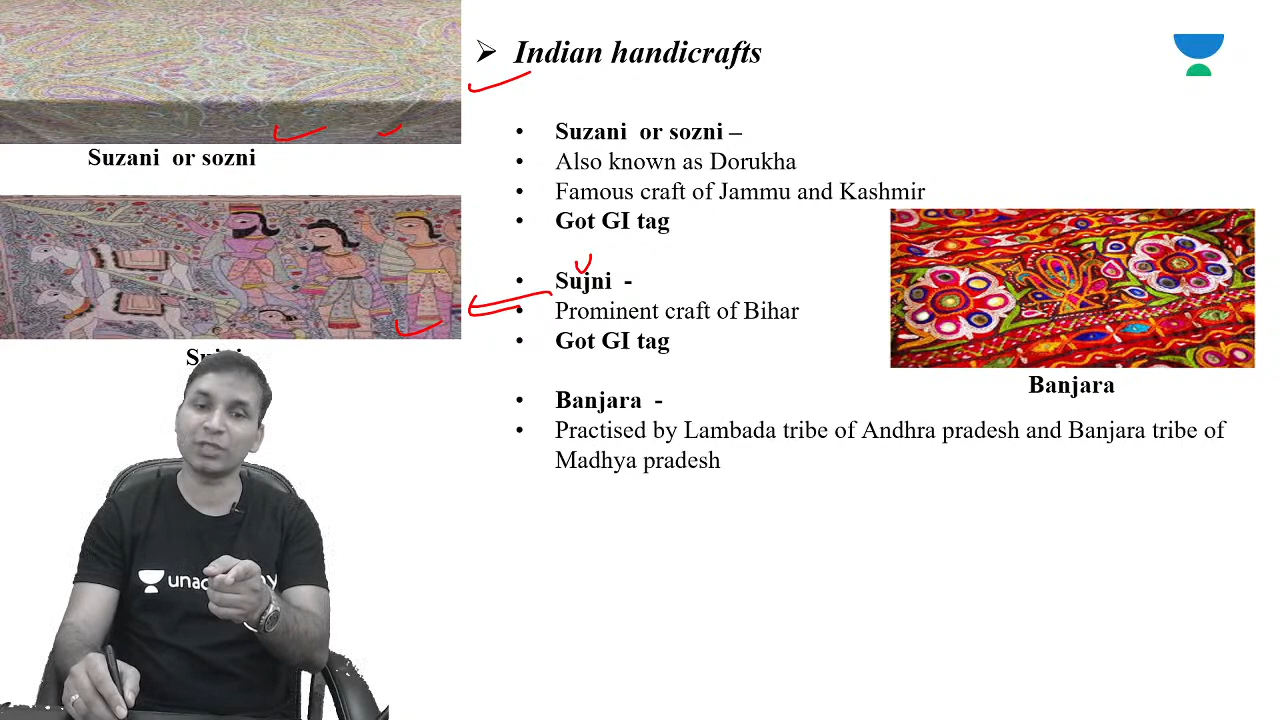 Indian handicrafts
Suzani or sozni
• Suzani or sozni –
• Also known as Dorukha
• Famous craft of Jammu and Kashmir
• Got GI tag
• Sujni -
• Prominent craft of Bihar
• Got GI tag
Banjara
• Banjara -
• Practised by Lambada tribe of Andhra pradesh and Banjara tribe of
Madhya pradesh